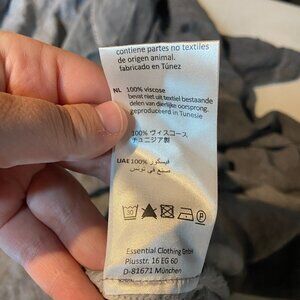 contiene partes no textiles
de origen animal.
fabricado en Túnez
NL 100% viscose
bevat niet uit textiel bestaande
delen van dierlijke oorsprong.
geproduceerd in Tunesie
100% ヴィスコース
チュニジア製
UAE 100% فيسكوز
صنع في تونس
30
P
Essential Clothing GmbH
16 EG 60
D-81671 München